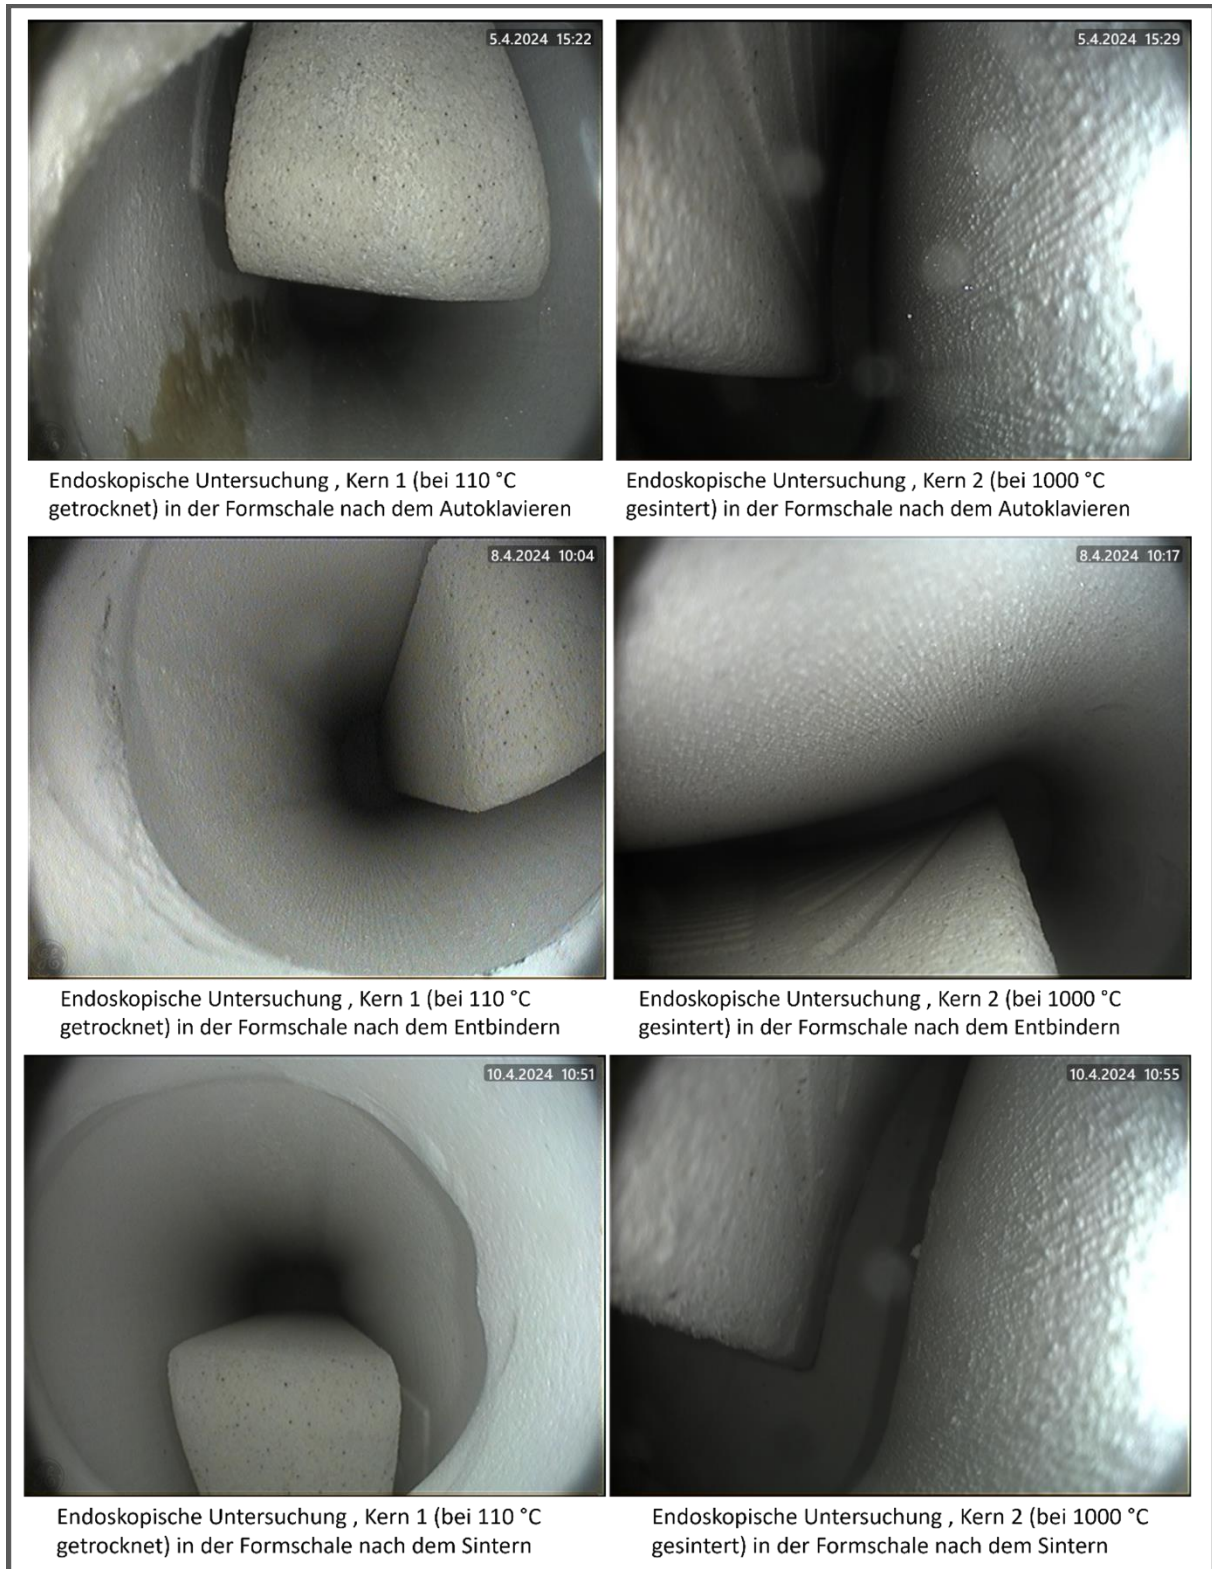 5.4.2024 15:22
5.4.2024 15:29
Endoskopische Untersuchung , Kern 1 (bei 110 °C
getrocknet) in der Formschale nach dem Autoklavieren
Endoskopische Untersuchung , Kern 2 (bei 1000 °C
gesintert) in der Formschale nach dem Autoklavieren
8.4.2024 10:04
8.4.2024 10:17
Endoskopische Untersuchung , Kern 1 (bei 110 °C
getrocknet) in der Formschale nach dem Entbindern
Endoskopische Untersuchung , Kern 2 (bei 1000 °C
gesintert) in der Formschale nach dem Entbindern
10.4.2024 10:51
10.4.2024 10:55
Endoskopische Untersuchung , Kern 1 (bei 110 °C
getrocknet) in der Formschale nach dem Sintern
Endoskopische Untersuchung , Kern 2 (bei 1000 °C
gesintert) in der Formschale nach dem Sintern